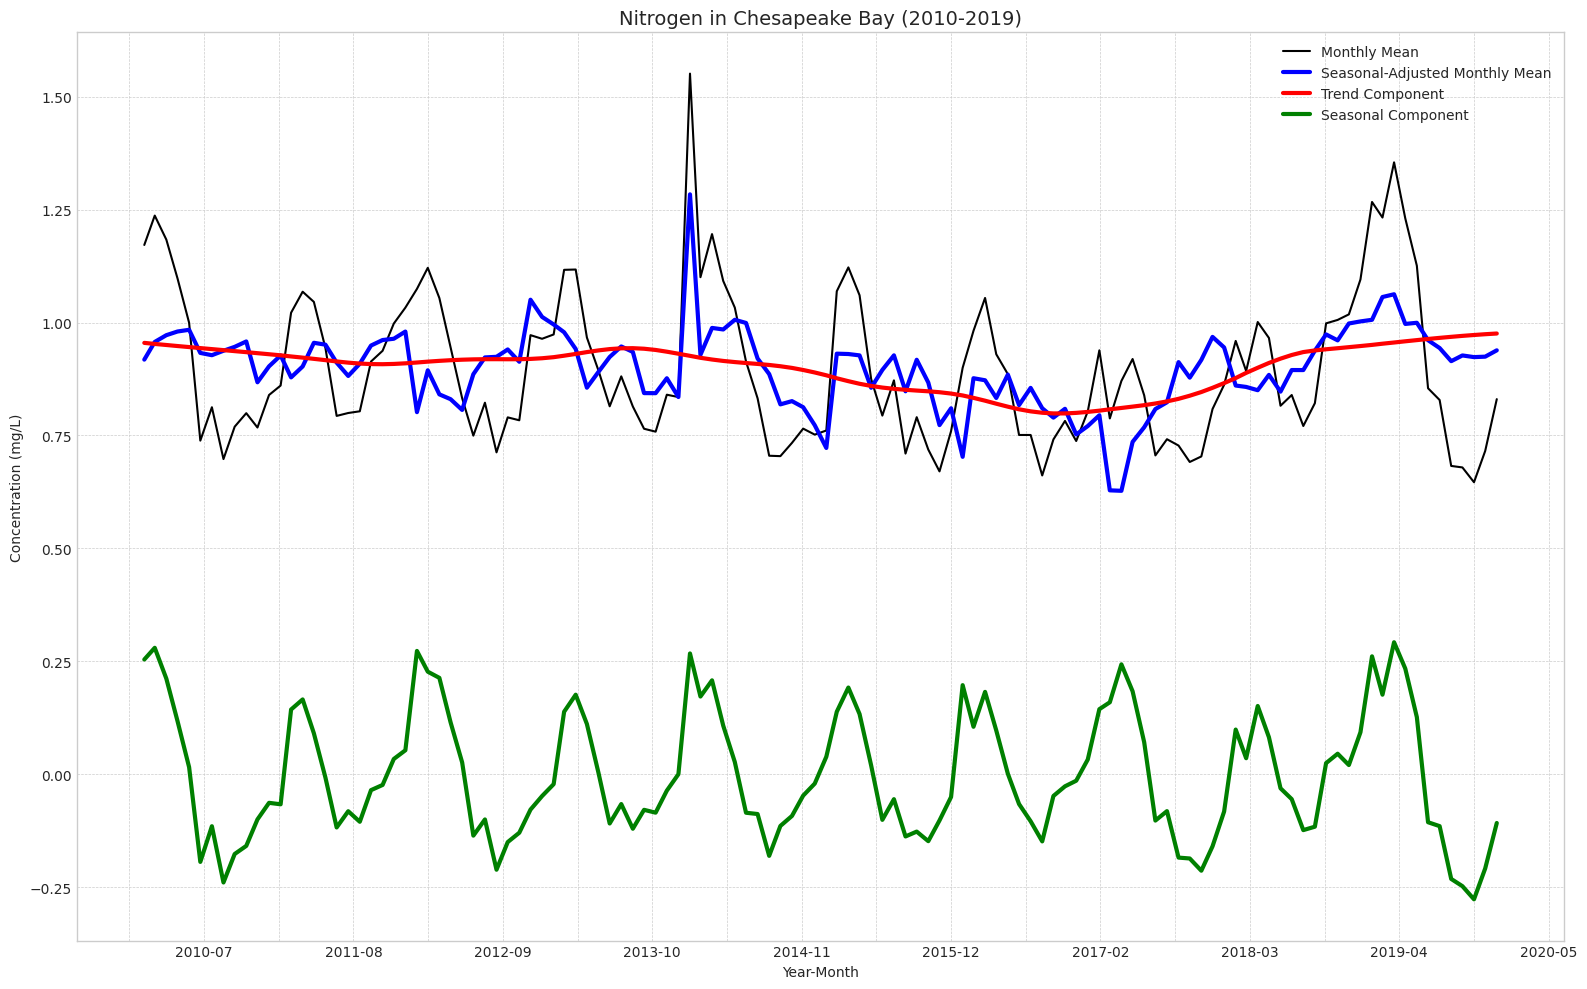 Nitrogen in Chesapeake Bay (2010-2019)
Monthly Mean
Seasonal-Adjusted Monthly Mean
Trend Component
Seasonal Component
Concentration (mg/L)
1.50
1.25
1.00
0.75
0.50
0.25
0.00
−0.25
2010-07 2011-08 2012-09 2013-10 2014-11 2015-12 2017-02 2018-03 2019-04 2020-05
Year-Month